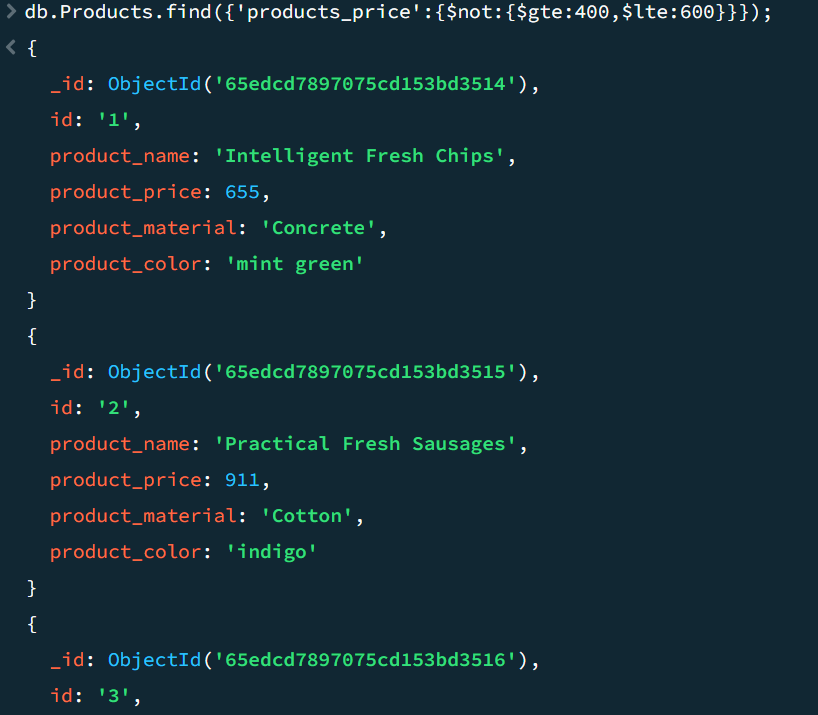 > db.Products.find({'products_price':{$not:{$gte:400,$lte:600}}});
< {
_id: ObjectId('65edcd7897075cd153bd3514'),
id: '1',
product_name: 'Intelligent Fresh Chips',
product_price: 655,
product_material: 'Concrete',
product_color: 'mint green'
}
{
_id: ObjectId('65edcd7897075cd153bd3515'),
id: '2',
product_name: 'Practical Fresh Sausages',
product_price: 911,
product_material: 'Cotton',
product_color: 'indigo'
}
{
_id: ObjectId('65edcd7897075cd153bd3516'),
id: '3',